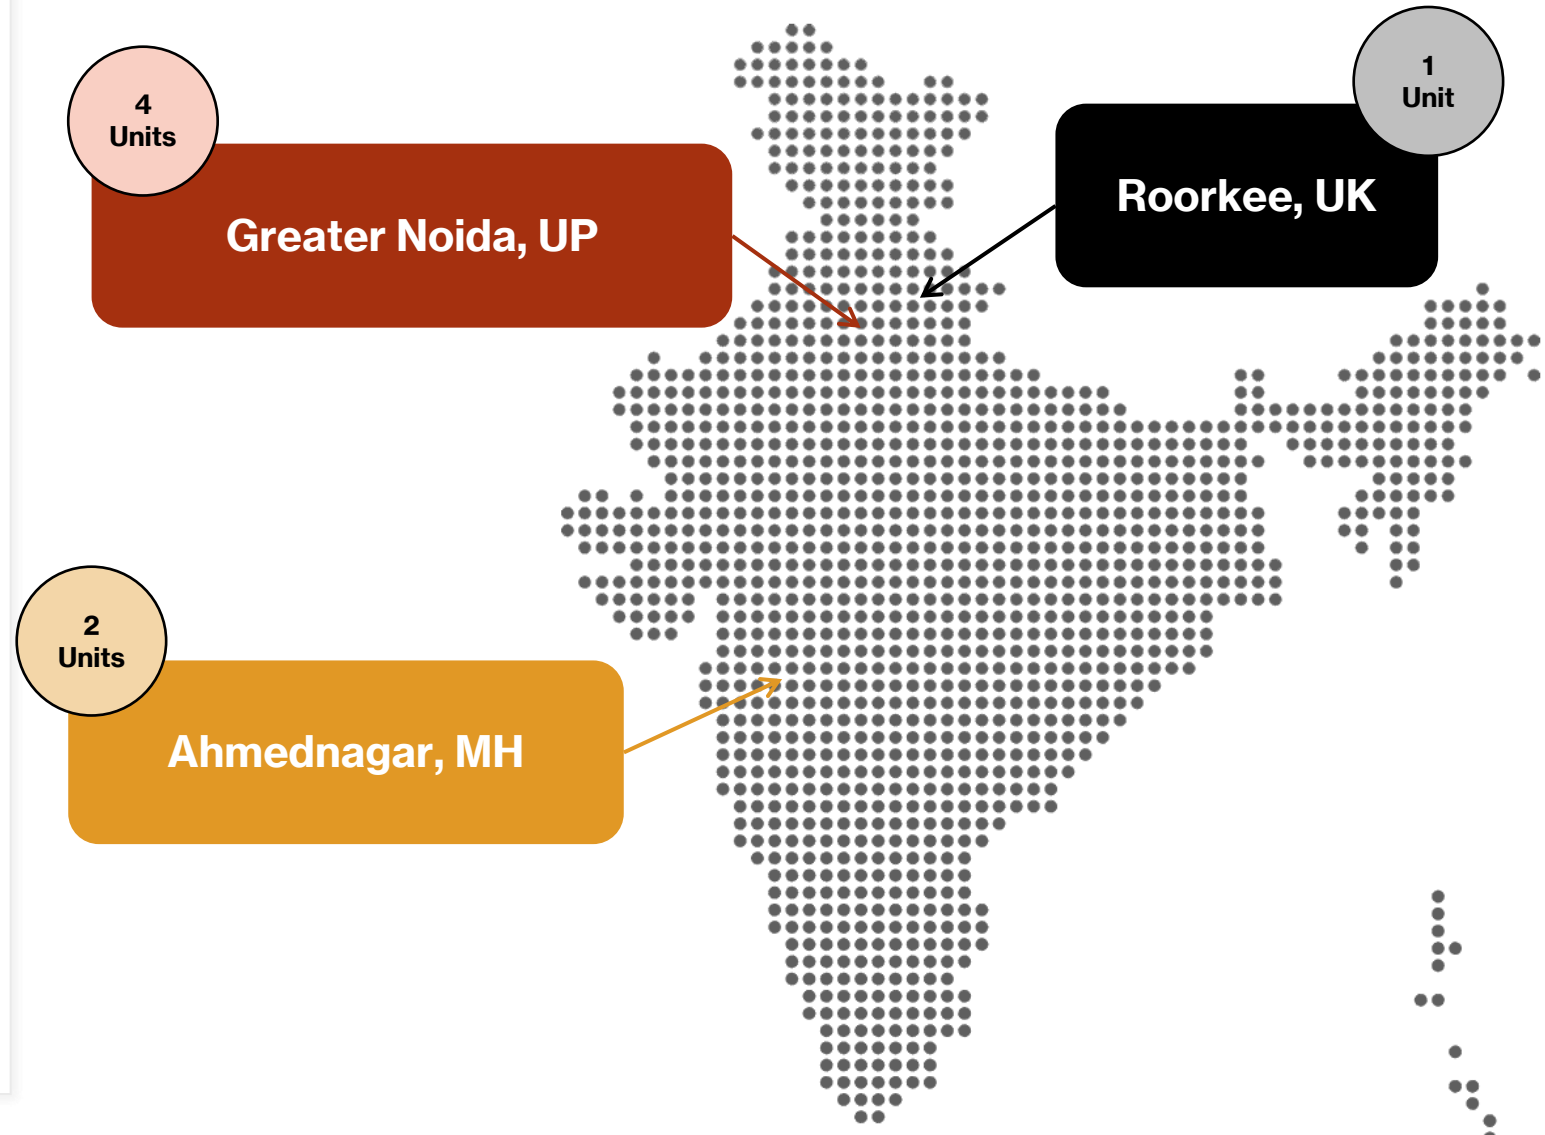 4
Units
Greater Noida, UP
1
Unit
Roorkee, UK
2
Units
Ahmednagar, MH